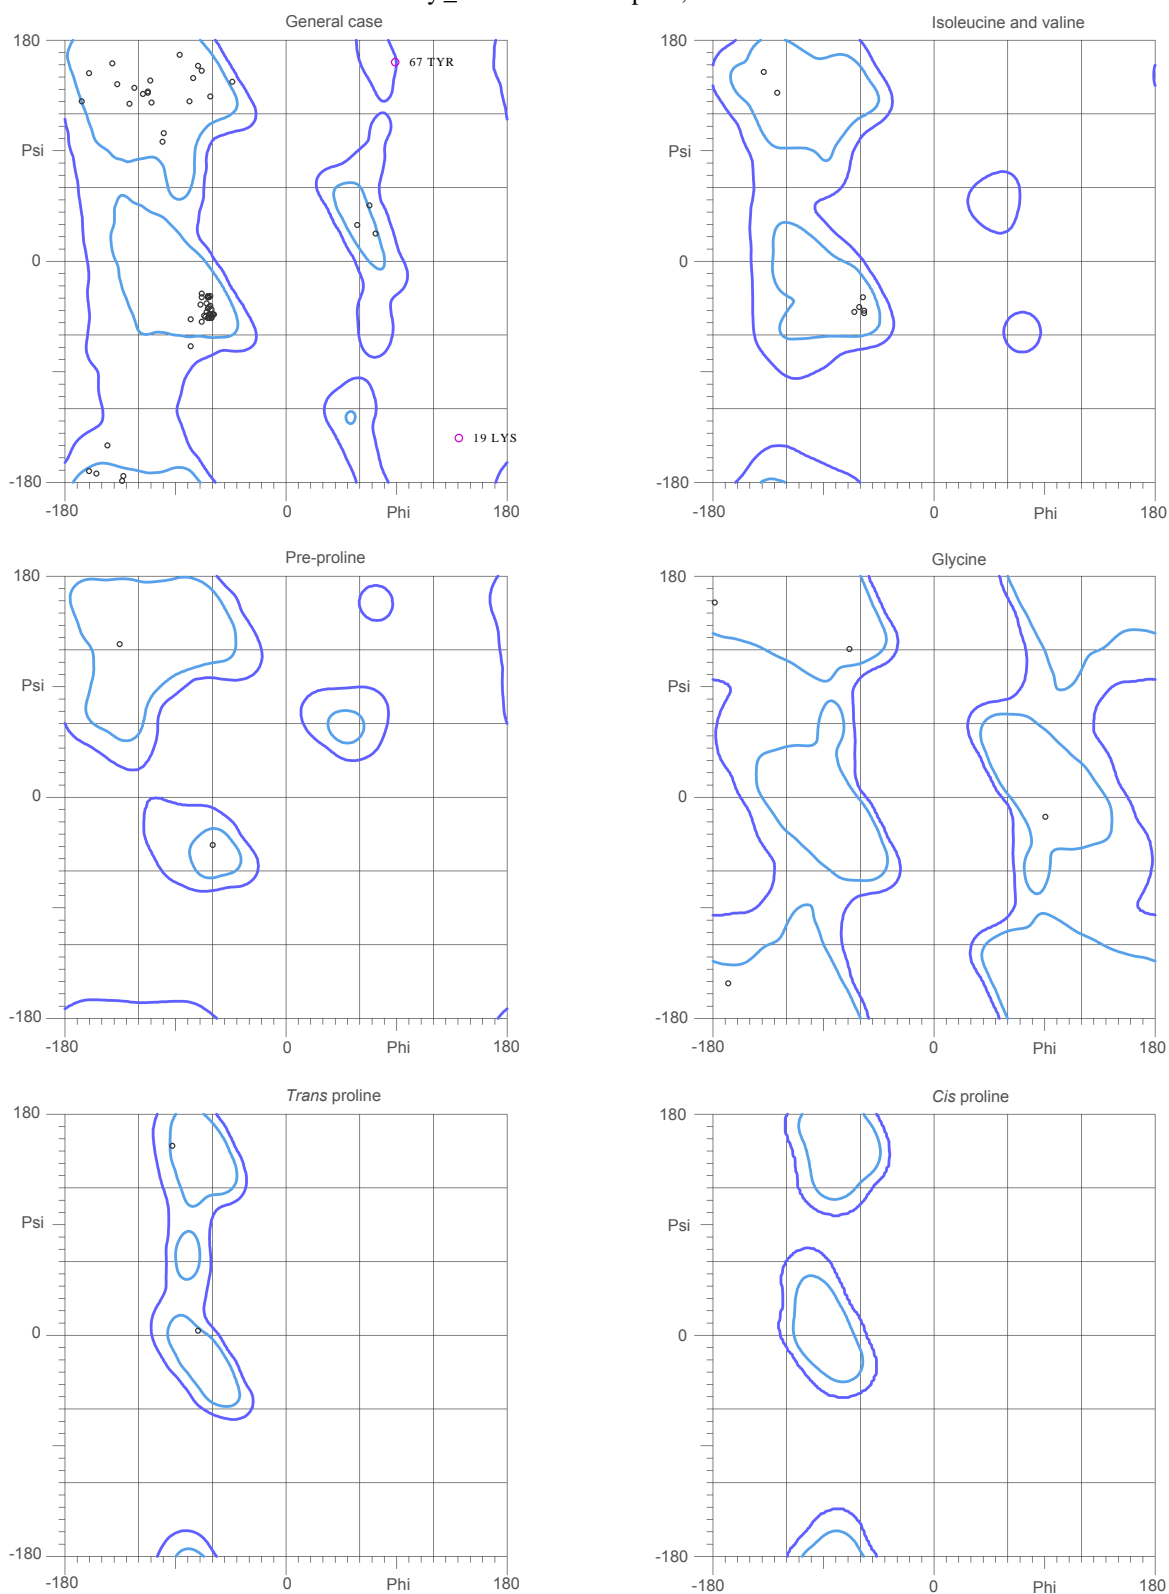 General case
Isoleucine and valine
180
67 TYR
180
Psi
Psi
0
0
19 LYS
-180
-180
-180
0
Phi
180
-180
0
Phi
180
Pre-proline
Glycine
180
180
Psi
Psi
0
0
-180
-180
-180
0
Phi
180
-180
0
Phi
180
Trans proline
Cis proline
180
180
Psi
Psi
0
0
-180
-180
-180
0
Phi
180
-180
0
Phi
180